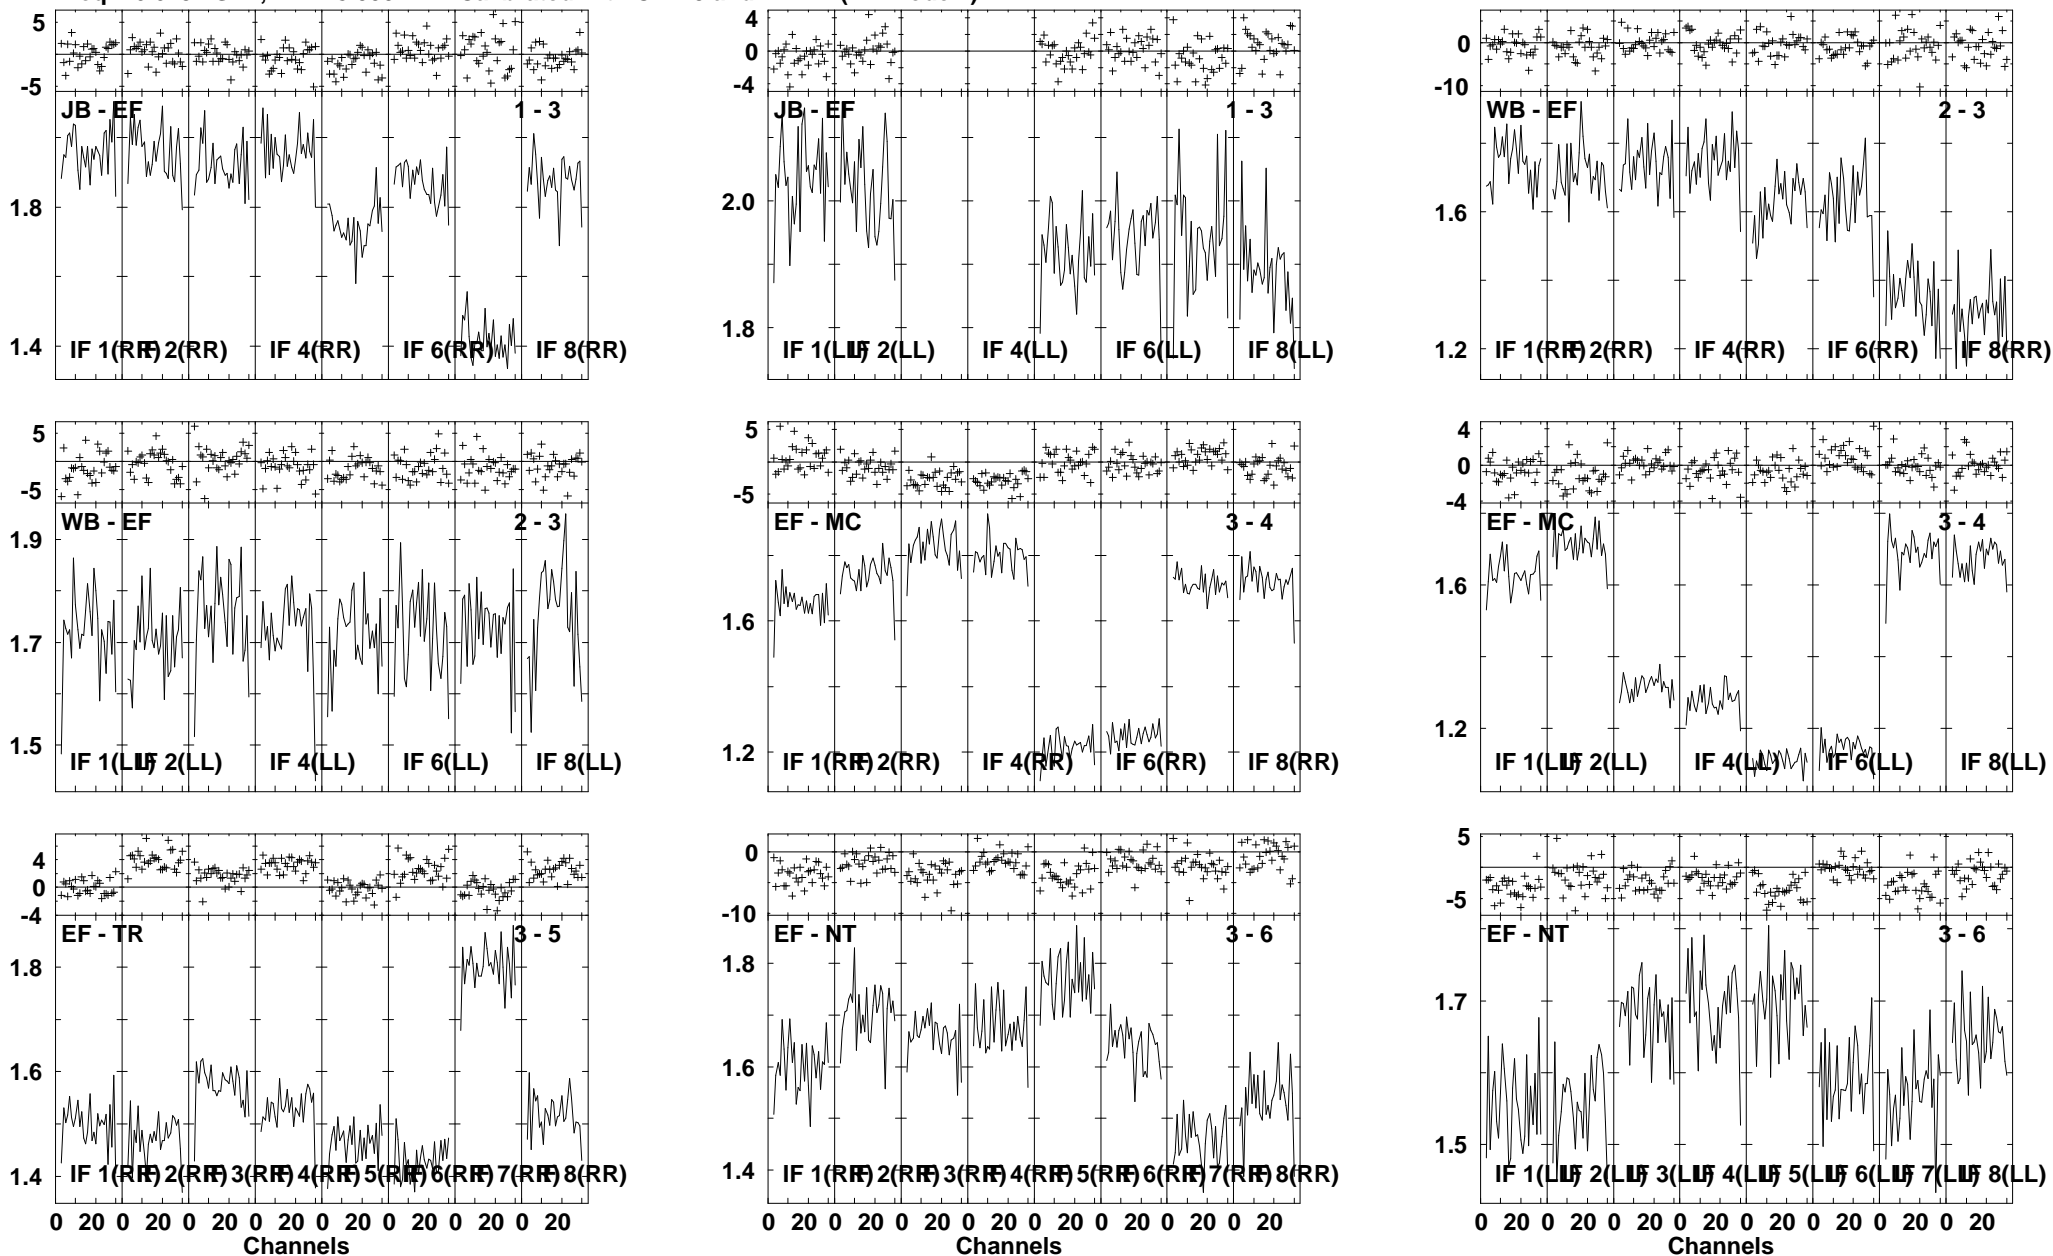 5
0
-5
JB - EF
1 - 3
1.8
1.4
IF 1(RR)
IF 2(RR)
IF 4(RR)
IF 6(RR)
IF 8(RR)
4
0
-4
JB - EF
1 - 3
2.0
1.8
IF 1(LL)
IF 2(LL)
IF 4(LL)
IF 6(LL)
IF 8(LL)
0
-10
WB - EF
2 - 3
1.6
1.2
IF 1(RR)
IF 2(RR)
IF 4(RR)
IF 6(RR)
IF 8(RR)
5
0
-5
WB - EF
2 - 3
1.9
1.7
1.5
IF 1(LL)
IF 2(LL)
IF 4(LL)
IF 6(LL)
IF 8(LL)
5
0
-5
EF - MC
3 - 4
1.6
1.2
IF 1(RR)
IF 2(RR)
IF 4(RR)
IF 6(RR)
IF 8(RR)
4
0
-4
EF - MC
3 - 4
1.6
1.2
IF 1(LL)
IF 2(LL)
IF 4(LL)
IF 6(LL)
IF 8(LL)
4
0
-4
EF - TR
3 - 5
1.8
1.6
1.4
IF 1(RR)
IF 2(RR)
IF 3(RR)
IF 4(RR)
IF 5(RR)
IF 6(RR)
IF 7(RR)
IF 8(RR)
0 20 0 20 0 20 0 20 0 20 0 20 0 20 0 20
Channels
0
-10
EF - NT
3 - 6
1.8
1.6
1.4
IF 1(RR)
IF 2(RR)
IF 3(RR)
IF 4(RR)
IF 5(RR)
IF 6(RR)
IF 7(RR)
IF 8(RR)
0 20 0 20 0 20 0 20 0 20 0 20 0 20 0 20
Channels
5
0
-5
EF - NT
3 - 6
1.7
1.5
IF 1(LL)
IF 2(LL)
IF 3(LL)
IF 4(LL)
IF 5(LL)
IF 6(LL)
IF 7(LL)
IF 8(LL)
0 20 0 20 0 20 0 20 0 20 0 20 0 20 0 20
Channels